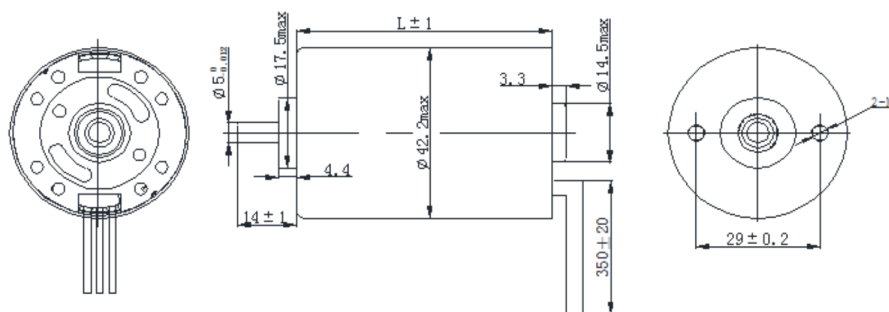 L±1
ø17.5max
ø14.5max
ø5 0 -0.012
3.3
ø42.2max
2-
4.4
14±1
350±20
29±0.2